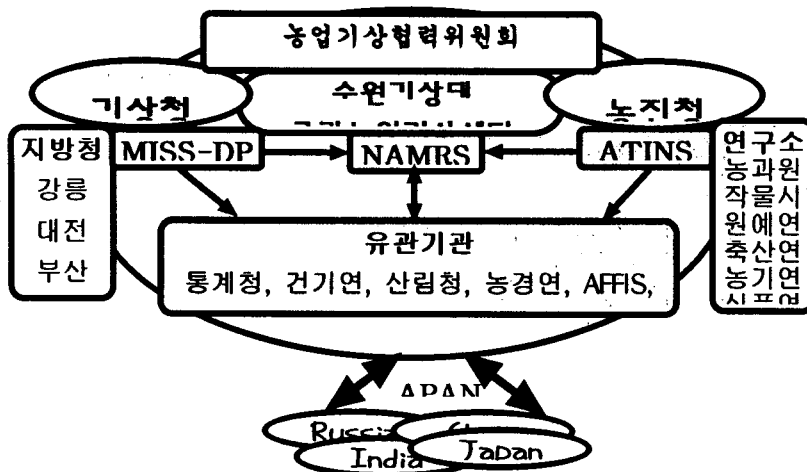 농업기상협력위원회
기상청
수원기상대
농진청
지방청
강릉
대전
부산
MISS-DP
NAMRS
ATINS
연구소
농과원
작물시
원예연
축산연
농기연
유관기관
통계청, 건기연, 산림청, 농경연, AFFIS,
APAN
Russia
India
Japan